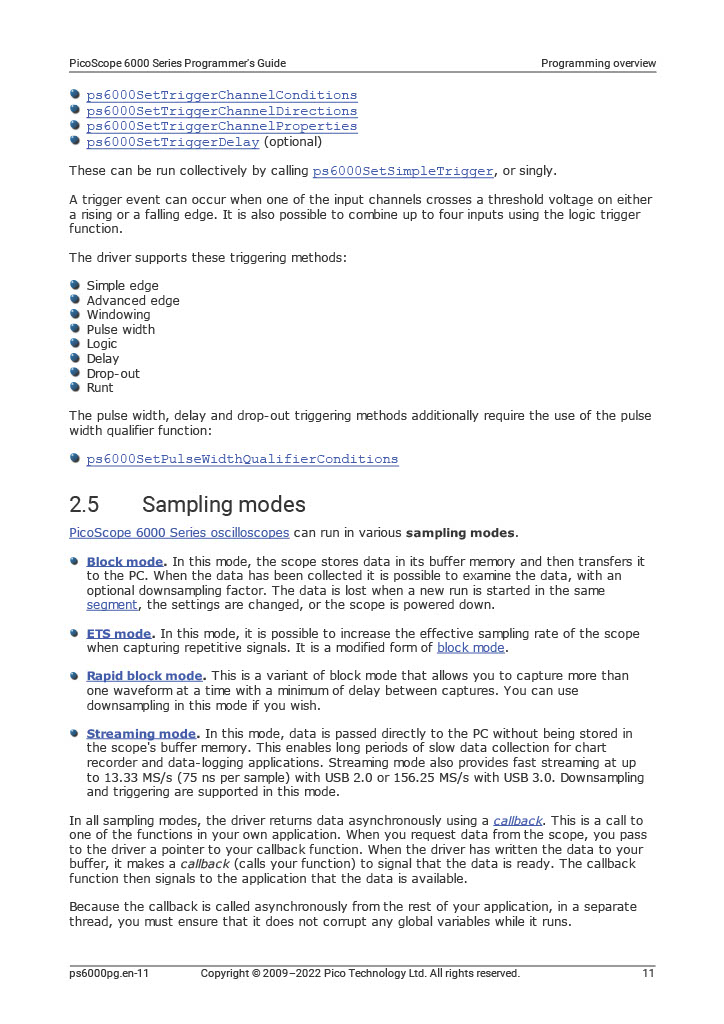 PicoScope 6000 Series Programmer's Guide Programming overview
ps6000SetTriggerChannelConditions
ps6000SetTriggerChannelDirections
ps6000SetTriggerChannelProperties
ps6000SetTriggerDelay (optional)
These can be run collectively by calling ps6000SetSimpleTrigger, or singly.
A trigger event can occur when one of the input channels crosses a threshold voltage on either
a rising or a falling edge. It is also possible to combine up to four inputs using the logic trigger
function.
The driver supports these triggering methods:
Simple edge
Advanced edge
Windowing
Pulse width
Logic
Delay
Drop-out
Runt
The pulse width, delay and drop-out triggering methods additionally require the use of the pulse
width qualifier function:
ps6000SetPulseWidthQualifierConditions
2.5 Sampling modes
PicoScope 6000 Series oscilloscopes can run in various sampling modes.
Block mode. In this mode, the scope stores data in its buffer memory and then transfers it
to the PC. When the data has been collected it is possible to examine the data, with an
optional downsampling factor. The data is lost when a new run is started in the same
segment, the settings are changed, or the scope is powered down.
ETS mode. In this mode, it is possible to increase the effective sampling rate of the scope
when capturing repetitive signals. It is a modified form of block mode.
Rapid block mode. This is a variant of block mode that allows you to capture more than
one waveform at a time with a minimum of delay between captures. You can use
downsampling in this mode if you wish.
Streaming mode. In this mode, data is passed directly to the PC without being stored in
the scope's buffer memory. This enables long periods of slow data collection for chart
recorder and data-logging applications. Streaming mode also provides fast streaming at up
to 13.33 MS/s (75 ns per sample) with USB 2.0 or 156.25 MS/s with USB 3.0. Downsampling
and triggering are supported in this mode.
In all sampling modes, the driver returns data asynchronously using a callback. This is a call to
one of the functions in your own application. When you request data from the scope, you pass
to the driver a pointer to your callback function. When the driver has written the data to your
buffer, it makes a callback (calls your function) to signal that the data is ready. The callback
function then signals to the application that the data is available.
Because the callback is called asynchronously from the rest of your application, in a separate
thread, you must ensure that it does not corrupt any global variables while it runs.
ps6000pg.en-11 Copyright © 2009–2022 Pico Technology Ltd. All rights reserved. 11